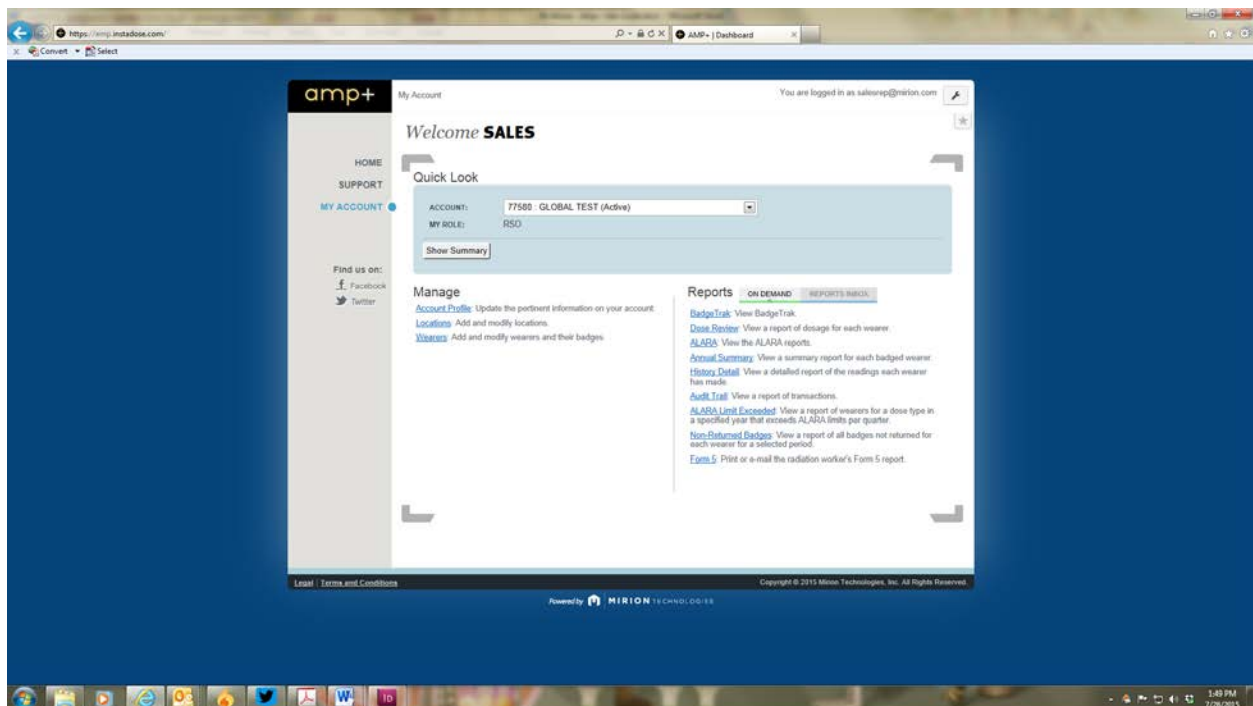 https://amp.instadose.com/
AMP+ | Dashboard
x Convert Select
amp+
My Account
You are logged in as salesrep@mirion.com
Welcome SALES
HOME
SUPPORT
MY ACCOUNT
Find us on:
Facebook
Twitter
Quick Look
ACCOUNT: 77580 : GLOBAL TEST (Active)
MY ROLE: RSO
Show Summary
Manage
Account Profile: Update the pertinent information on your account.
Locations: Add and modify locations.
Wearers: Add and modify wearers and their badges.
Reports ON DEMAND REPORTS INBOX
BadgeTrak: View BadgeTrak.
Dose Review: View a report of dosage for each wearer.
ALARA: View the ALARA reports.
Annual Summary: View a summary report for each badged wearer.
History Detail: View a detailed report of the readings each wearer
has made.
Audit Trail: View a report of transactions.
ALARA Limit Exceeded: View a report of wearers for a dose type in
a specified year that exceeds ALARA limits per quarter.
Non-Returned Badges: View a report of all badges not returned for
each wearer for a selected period.
Form 5: Print or e-mail the radiation worker's Form 5 report.
Legal | Terms and Conditions
Copyright © 2015 Mirion Technologies, Inc. All Rights Reserved.
Powered by MIRION TECHNOLOGIES
1:49 PM
7/26/2015